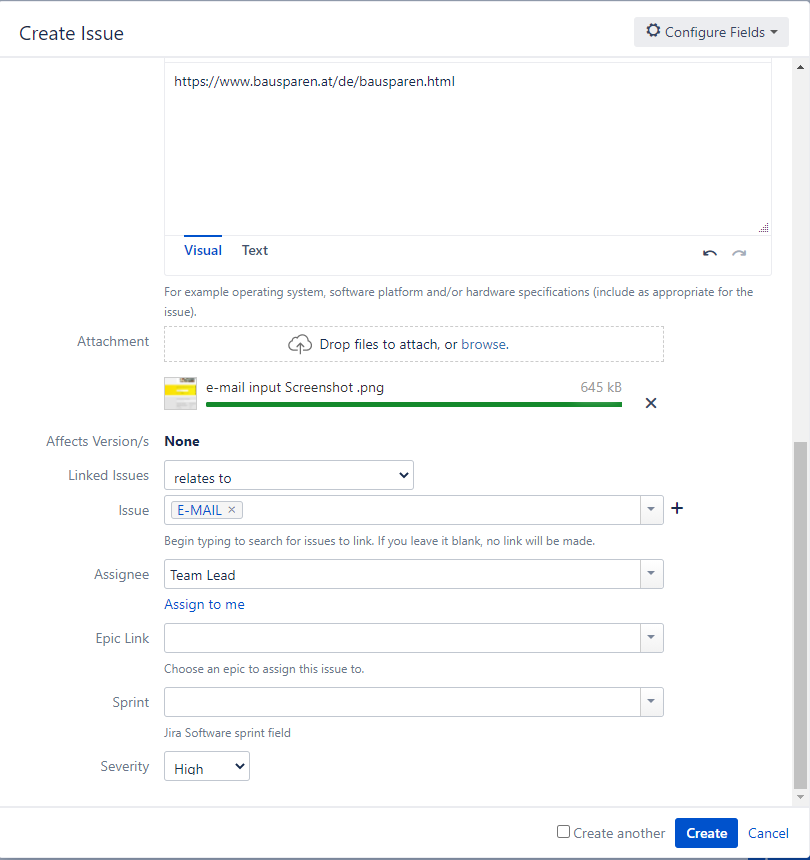 Create Issue
Configure Fields
https://www.bausparen.at/de/bausparen.html
Visual Text
For example operating system, software platform and/or hardware specifications (include as appropriate for the
issue).
Attachment
Drop files to attach, or browse.
e-mail input Screenshot .png 645 kB
Affects Version/s None
Linked Issues relates to
Issue E-MAIL ×
Begin typing to search for issues to link. If you leave it blank, no link will be made.
Assignee Team Lead
Assign to me
Epic Link
Choose an epic to assign this issue to.
Sprint
Jira Software sprint field
Severity High
Create another Create Cancel